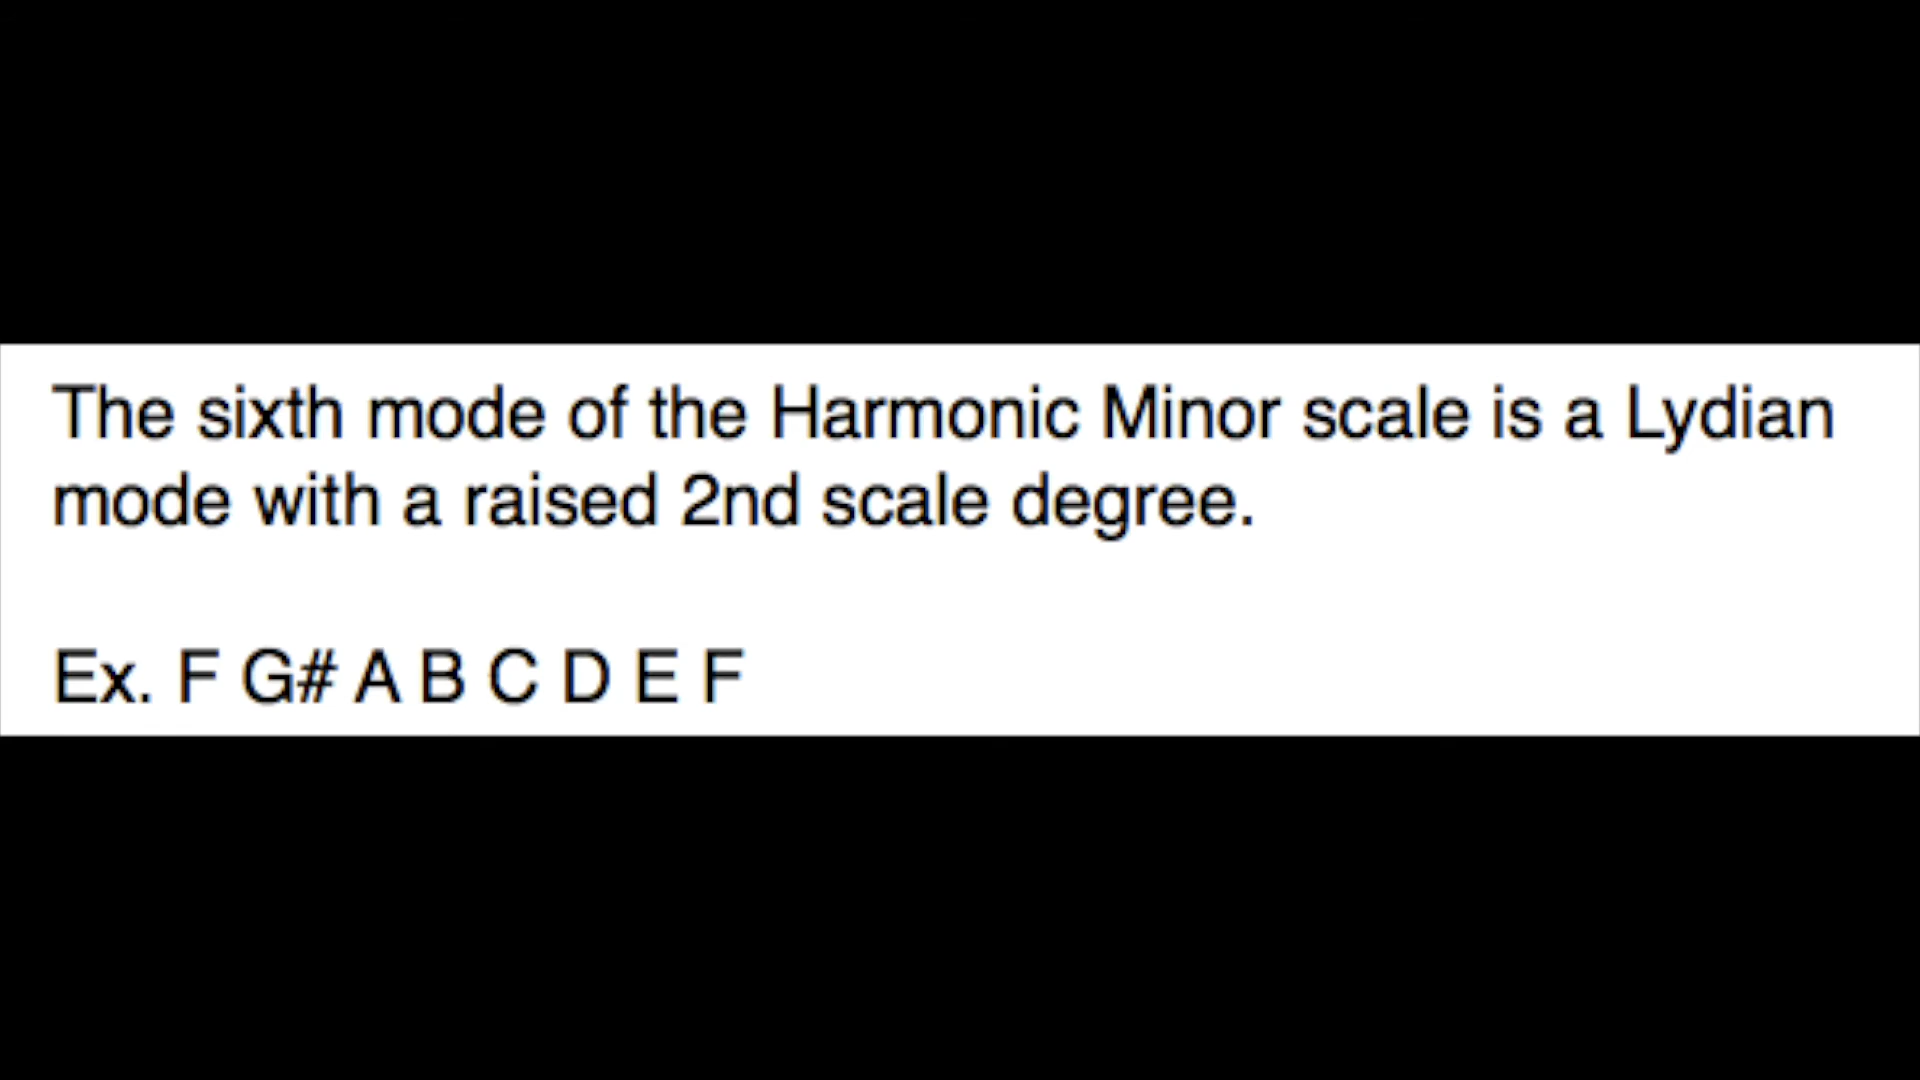 The sixth mode of the Harmonic Minor scale is a Lydian
mode with a raised 2nd scale degree.
Ex. F G# A B C D E F